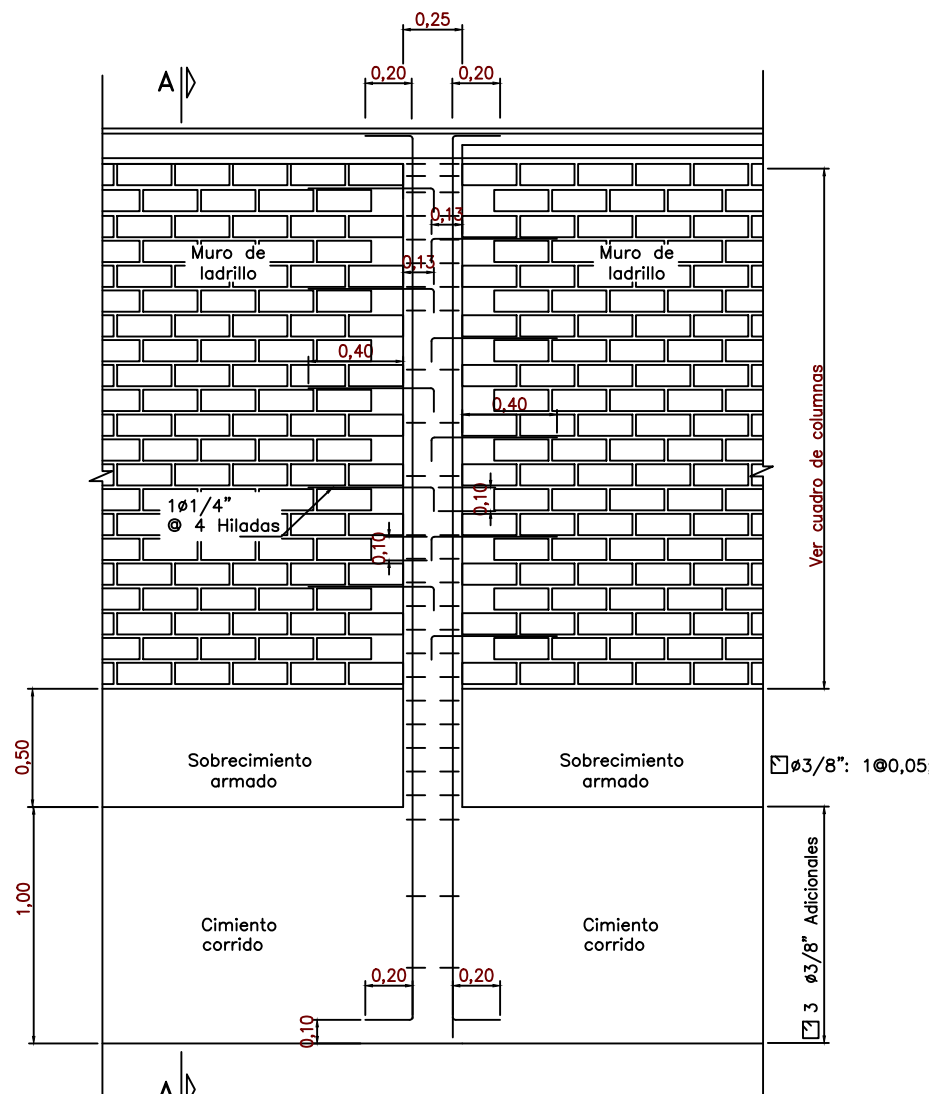 0,25
A
0,20
0,20
0,13
Muro de
ladrillo
Muro de
ladrillo
0,13
0,40
0,40
Ver cuadro de columnas
1ø1/4"
@ 4 Hiladas
0,10
0,10
0,50
Sobrecimiento
armado
Sobrecimiento
armado
ø3/8": 1@0,05
1,00
Cimiento
corrido
Cimiento
corrido
3 ø3/8" Adicionales
0,20
0,20
0,10
A